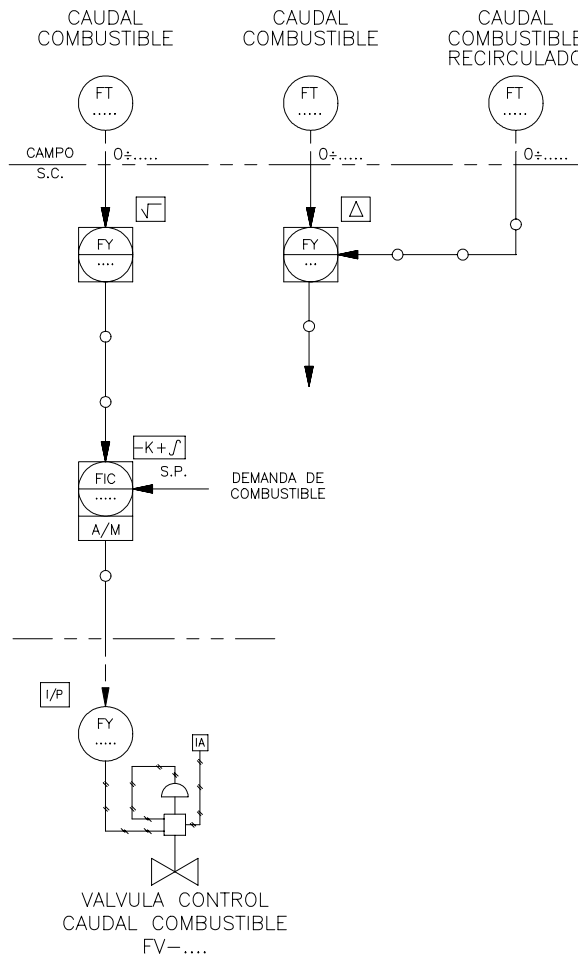 CAUDAL
COMBUSTIBLE
CAUDAL
COMBUSTIBLE
CAUDAL
COMBUSTIBLE
RECIRCULADO
FT
.....
FT
.....
FT
.....
CAMPO
S.C.
0÷.....
0÷.....
0÷.....
√
Δ
FY
....
FY
...
-K+∫
S.P.
FIC
.....
A/M
DEMANDA DE
COMBUSTIBLE
I/P
FY
.....
IA
VALVULA CONTROL
CAUDAL COMBUSTIBLE
FV-....